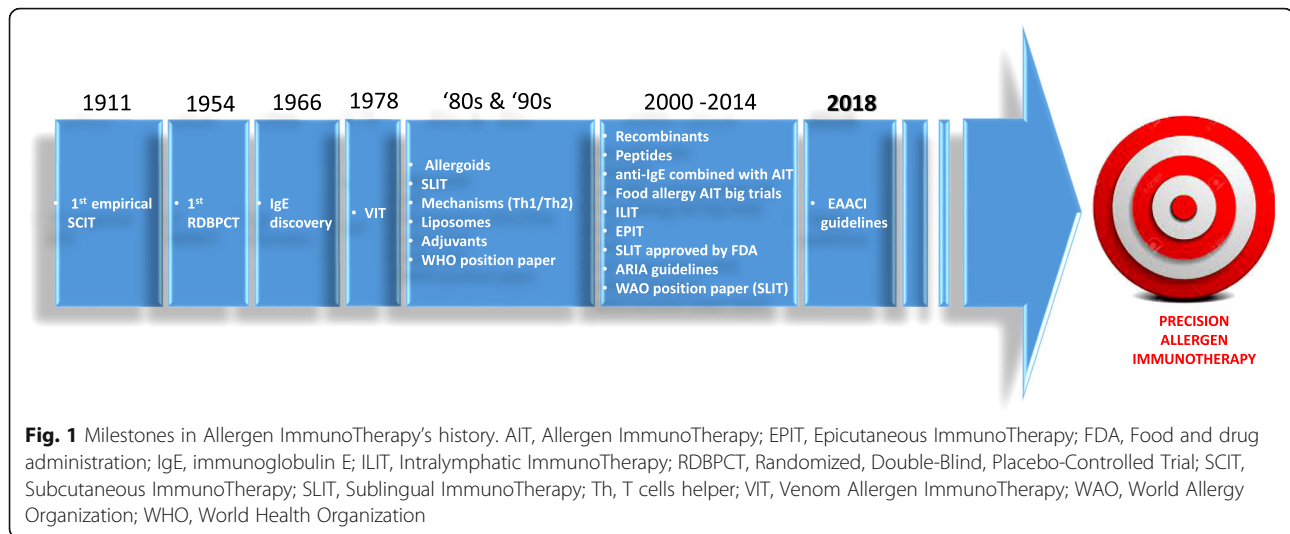 1911
1954
1966
1978
‘80s & ‘90s
2000 -2014
2018
• 1st empirical
SCIT
• 1st
RDBPCT
• IgE
discovery
• VIT
• Allergoids
• SLIT
• Mechanisms (Th1/Th2)
• Liposomes
• Adjuvants
• WHO position paper
• Recombinants
• Peptides
• anti-IgE combined with AIT
• Food allergy AIT big trials
• ILIT
• EPIT
• SLIT approved by FDA
• ARIA guidelines
• WAO position paper (SLIT)
• EAACI
guidelines
PRECISION
ALLERGEN
IMMUNOTHERAPY
Fig. 1 Milestones in Allergen ImmunoTherapy’s history. AIT, Allergen ImmunoTherapy; EPIT, Epicutaneous ImmunoTherapy; FDA, Food and drug
administration; IgE, immunoglobulin E; ILIT, Intralymphatic ImmunoTherapy; RDBPCT, Randomized, Double-Blind, Placebo-Controlled Trial; SCIT,
Subcutaneous ImmunoTherapy; SLIT, Sublingual ImmunoTherapy; Th, T cells helper; VIT, Venom Allergen ImmunoTherapy; WAO, World Allergy
Organization; WHO, World Health Organization